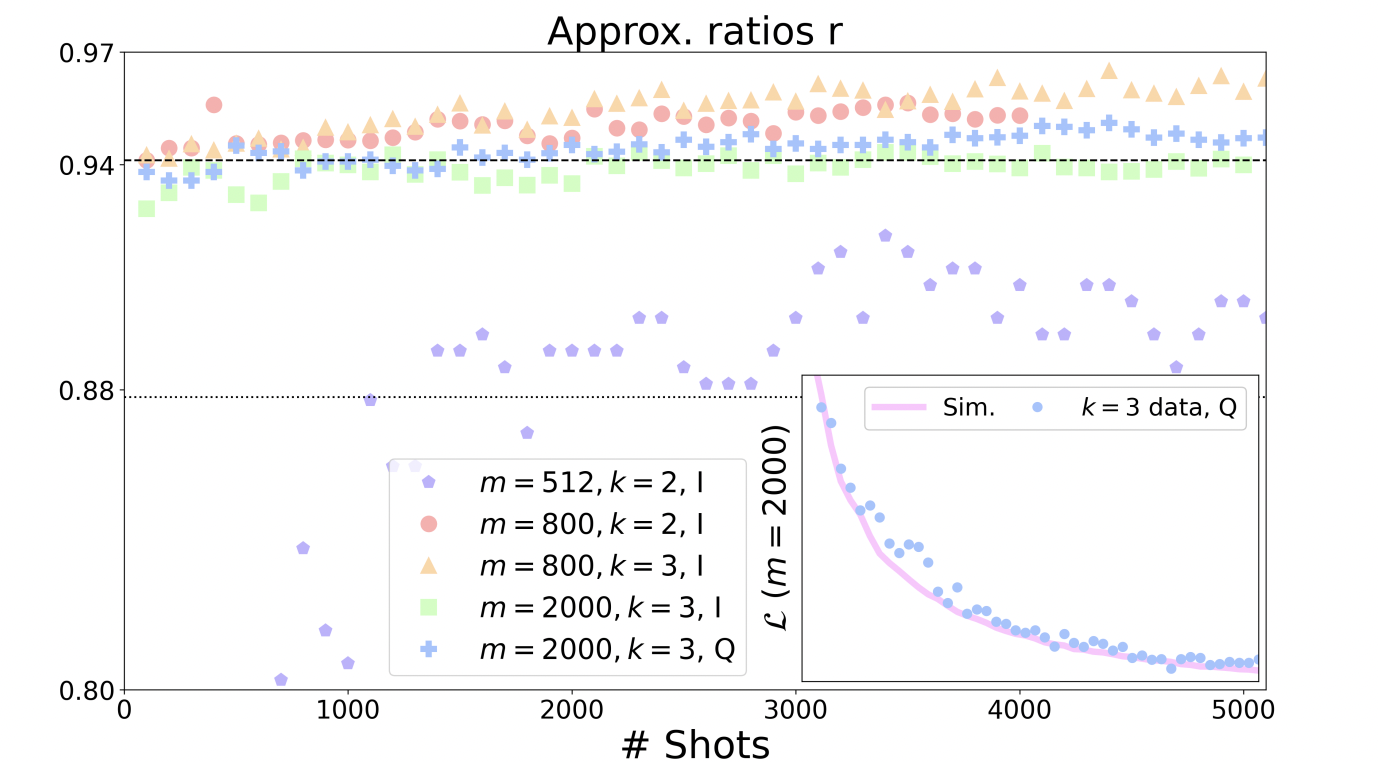 Approx. ratios r
0.97
0.94
0.88
0.80
0
1000
2000
3000
4000
5000
# Shots
m = 512, k = 2, I
m = 800, k = 2, I
m = 800, k = 3, I
m = 2000, k = 3, I
m = 2000, k = 3, Q
ℒ (m = 2000)
Sim.
k = 3 data, Q